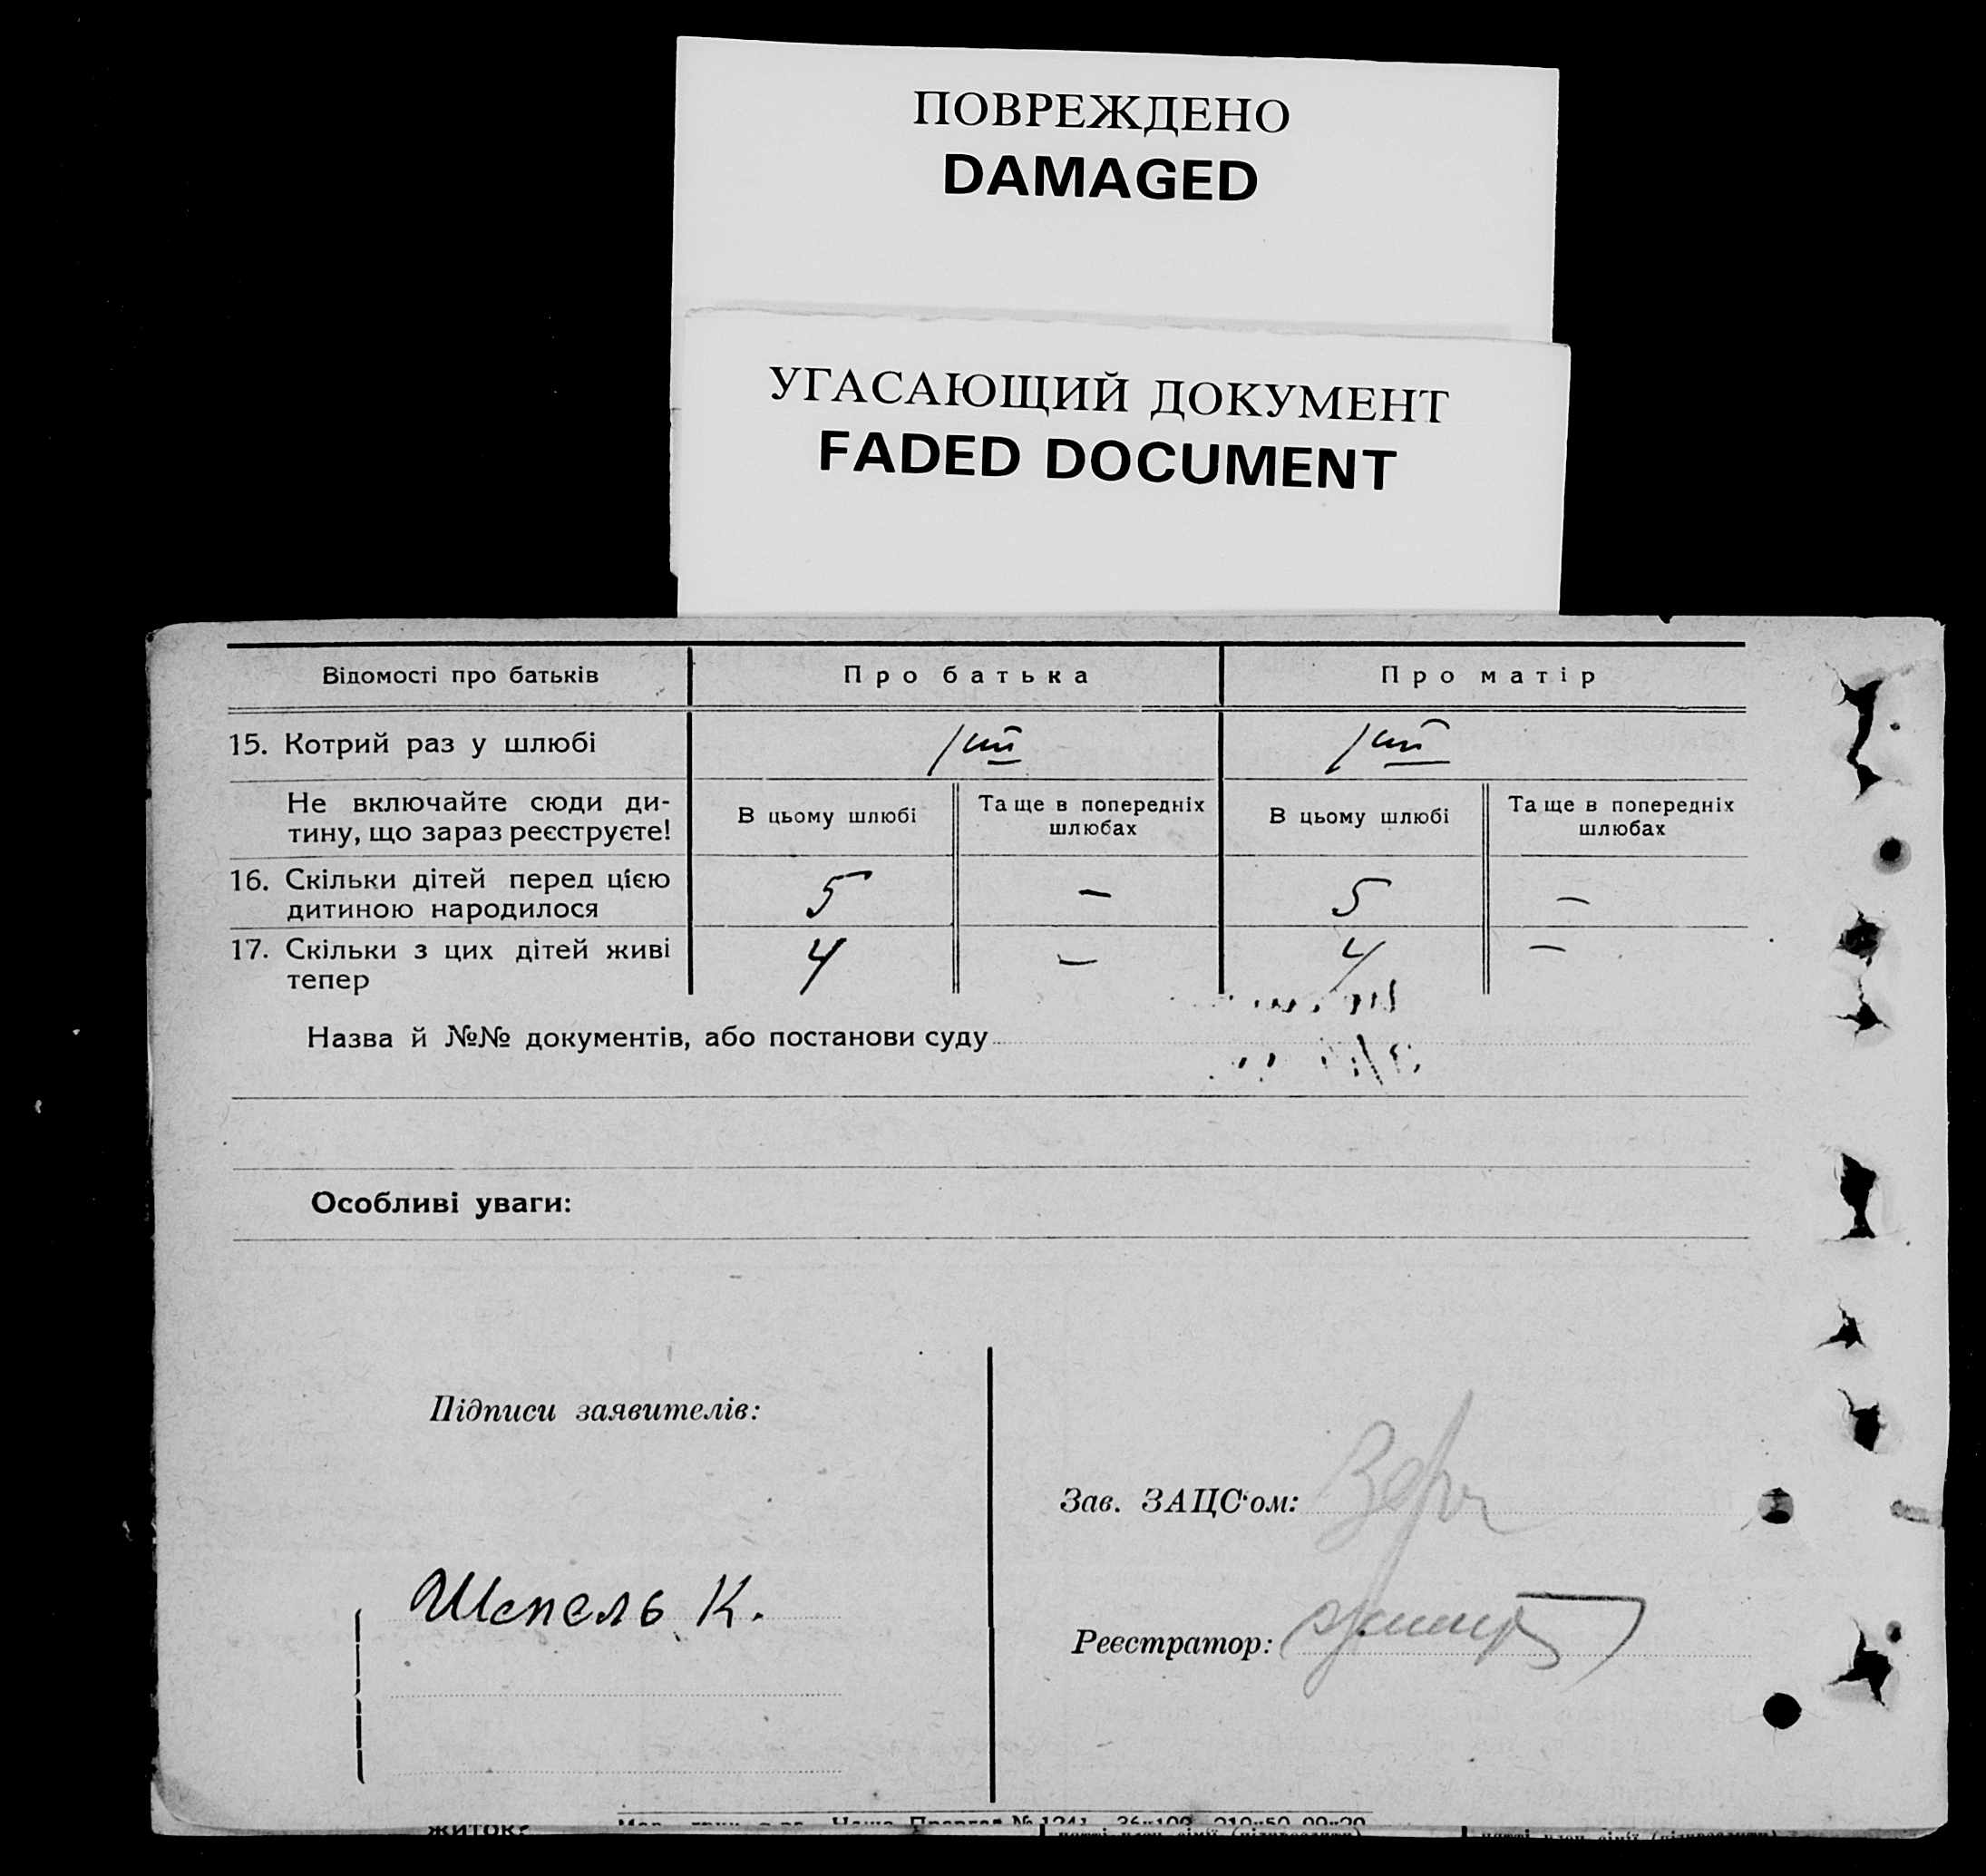 ПОВРЕЖДЕНО
DAMAGED
УГАСАЮЩИЙ ДОКУМЕНТ
FADED DOCUMENT
Відомості про батьків Про батька Про матір
15. Котрий раз у шлюбі 1ий 1ий
Не включайте сюди ди-
тину, що зараз реєструєте!
В цьому шлюбі Та ще в попередніх шлюбах В цьому шлюбі Та ще в попередніх шлюбах
16. Скільки дітей перед цією
дитиною народилося 5 — 5 —
17. Скільки з цих дітей живі
тепер 4 — 4 —
Назва й №№ документів, або постанови суду
Особливі уваги:
Підписи заявителів:
Шепель К.
Зав. ЗАЦС'ом:
Реєстратор:
житок?